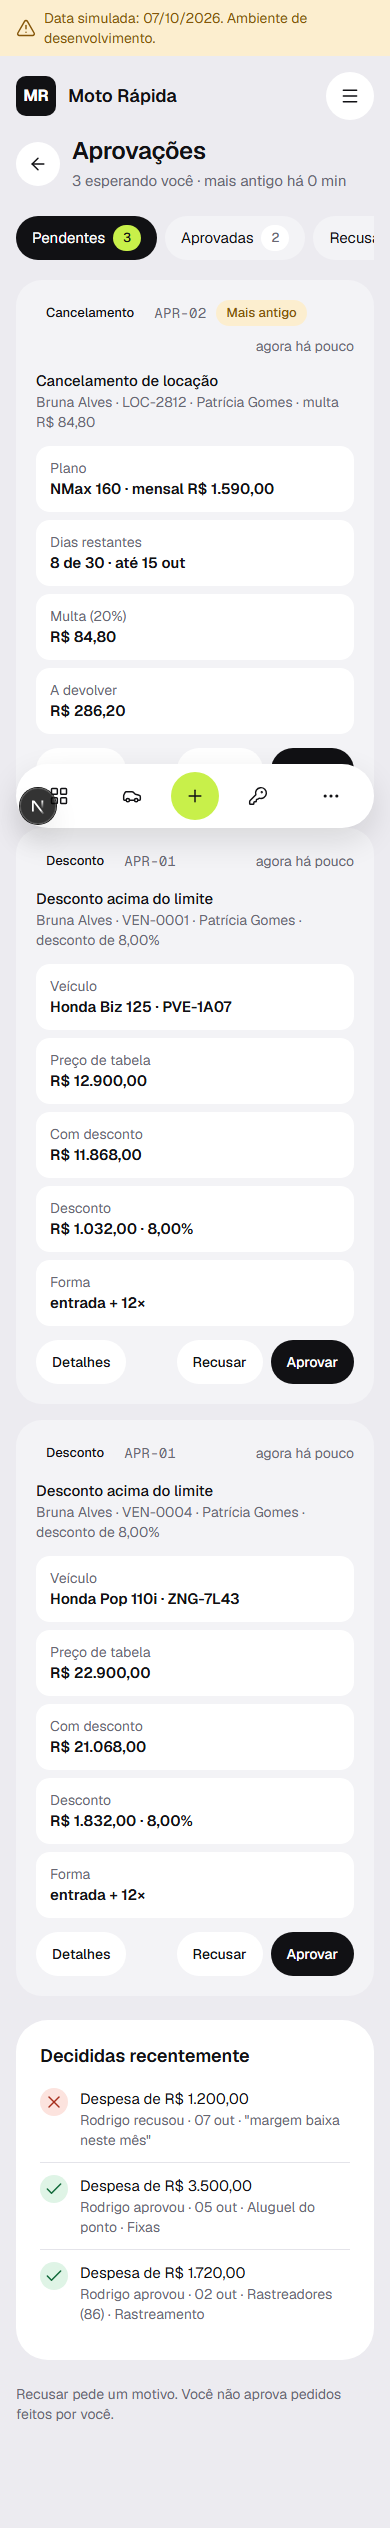 Data simulada: 07/10/2026. Ambiente de
desenvolvimento.
MR
Moto Rápida
Aprovações
3 esperando você · mais antigo há 0 min
Pendentes 3
Aprovadas 2
Recusa
Cancelamento APR-02 Mais antigo
agora há pouco
Cancelamento de locação
Bruna Alves · LOC-2812 · Patrícia Gomes · multa
R$ 84,80
Plano
NMax 160 · mensal R$ 1.590,00
Dias restantes
8 de 30 · até 15 out
Multa (20%)
R$ 84,80
A devolver
R$ 286,20
N
Desconto APR-01 agora há pouco
Desconto acima do limite
Bruna Alves · VEN-0001 · Patrícia Gomes ·
desconto de 8,00%
Veículo
Honda Biz 125 · PVE-1A07
Preço de tabela
R$ 12.900,00
Com desconto
R$ 11.868,00
Desconto
R$ 1.032,00 · 8,00%
Forma
entrada + 12×
Detalhes Recusar Aprovar
Desconto APR-01 agora há pouco
Desconto acima do limite
Bruna Alves · VEN-0004 · Patrícia Gomes ·
desconto de 8,00%
Veículo
Honda Pop 110i · ZNG-7L43
Preço de tabela
R$ 22.900,00
Com desconto
R$ 21.068,00
Desconto
R$ 1.832,00 · 8,00%
Forma
entrada + 12×
Detalhes Recusar Aprovar
Decididas recentemente
Despesa de R$ 1.200,00
Rodrigo recusou · 07 out · "margem baixa
neste mês"
Despesa de R$ 3.500,00
Rodrigo aprovou · 05 out · Aluguel do
ponto · Fixas
Despesa de R$ 1.720,00
Rodrigo aprovou · 02 out · Rastreadores
(86) · Rastreamento
Recusar pede um motivo. Você não aprova pedidos
feitos por você.